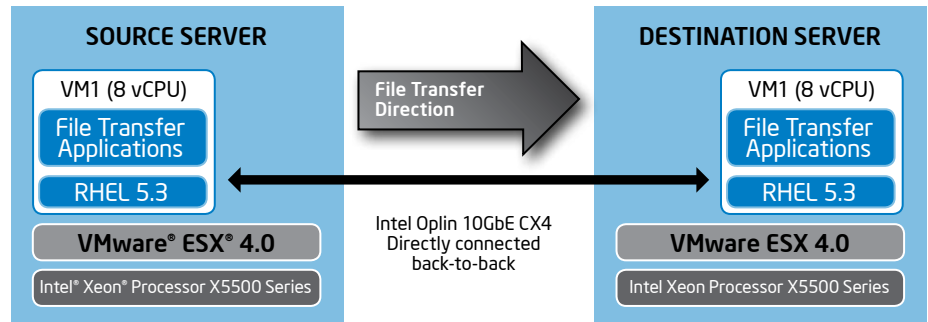 SOURCE SERVER
VM1 (8 vCPU)
File Transfer
Applications
RHEL 5.3
VMware® ESX® 4.0
Intel® Xeon® Processor X5500 Series
File Transfer
Direction
Intel Oplin 10GbE CX4
Directly connected
back-to-back
DESTINATION SERVER
VM1 (8 vCPU)
File Transfer
Applications
RHEL 5.3
VMware ESX 4.0
Intel Xeon Processor X5500 Series